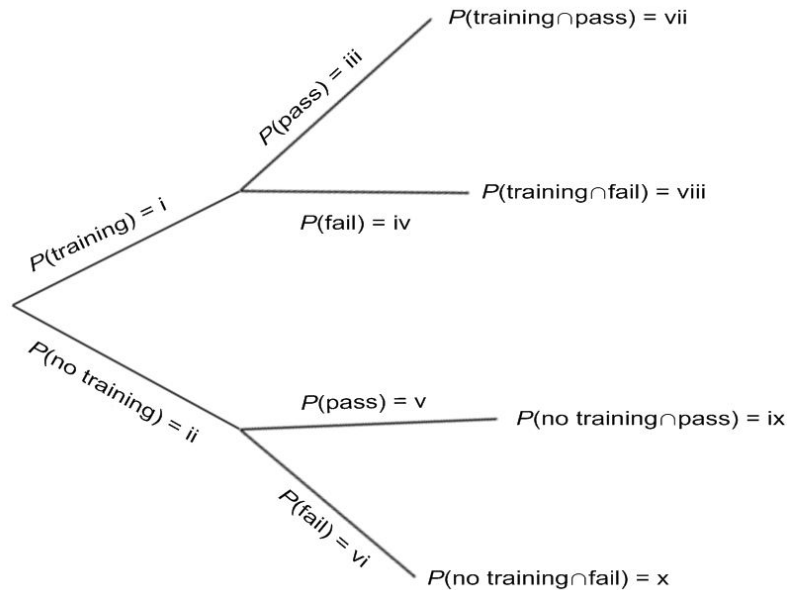 P(training∩pass) = vii
P(pass) = iii
P(training∩fail) = viii
P(fail) = iv
P(training) = i
P(no training) = ii
P(pass) = v
P(no training∩pass) = ix
P(fail) = vi
P(no training∩fail) = x